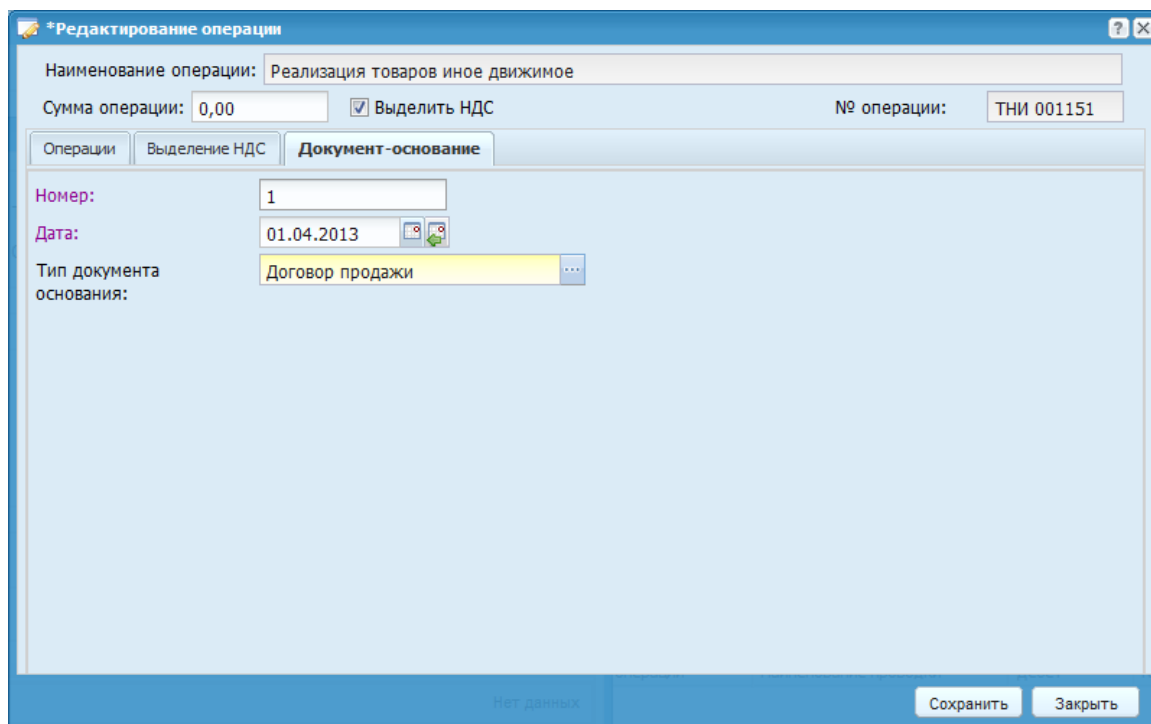 *Редактирование операции
Наименование операции: Реализация товаров иное движимое
Сумма операции: 0,00 Выделить НДС № операции: ТНИ 001151
Операции Выделение НДС Документ-основание
Номер: 1
Дата: 01.04.2013
Тип документа Договор продажи ...
основания:
Нет данных
Сохранить Закрыть